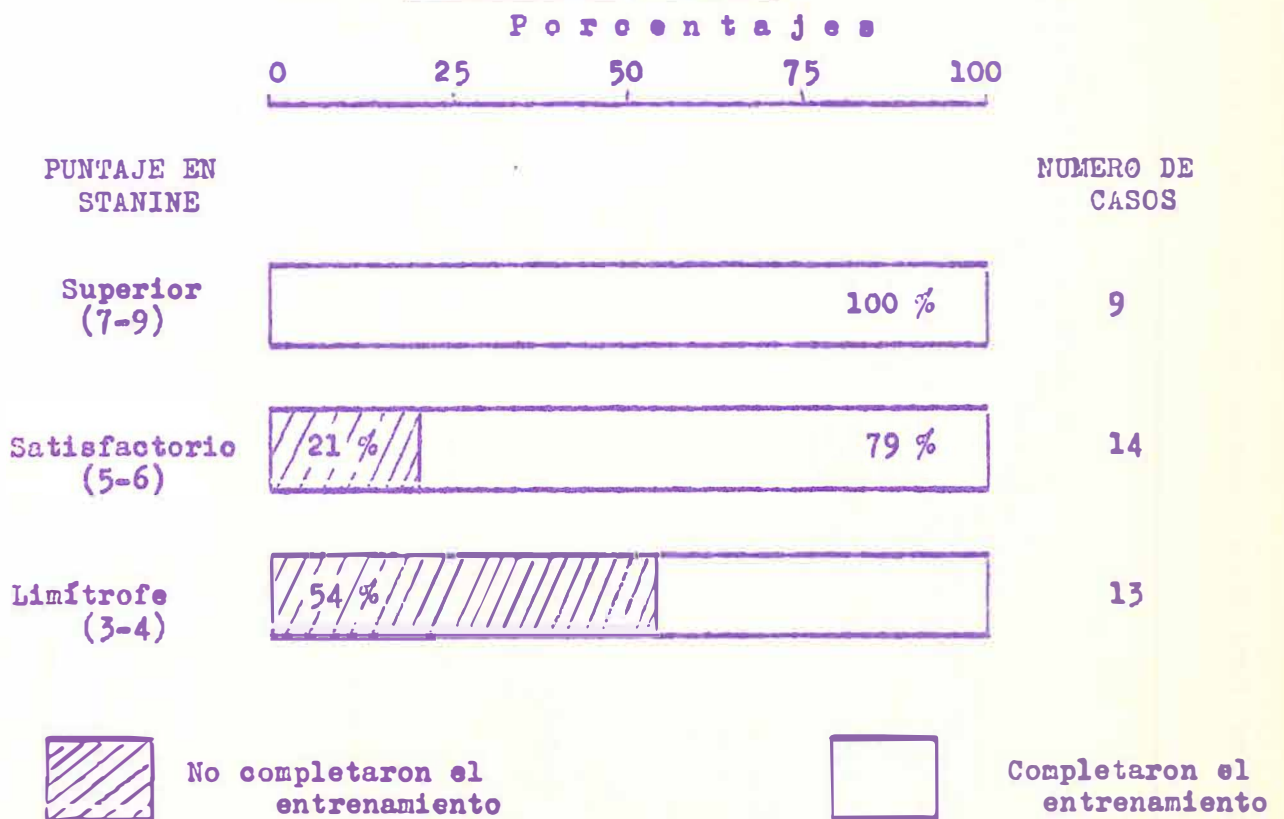 Porcentajes
0 25 50 75 100
PUNTAJE EN
STANINE
NUMERO DE
CASOS
Superior
(7-9)
100 %
9
Satisfactorio
(5-6)
21 %
79 %
14
Limítrofe
(3-4)
54 %
13
No completaron el
entrenamiento
Completaron el
entrenamiento